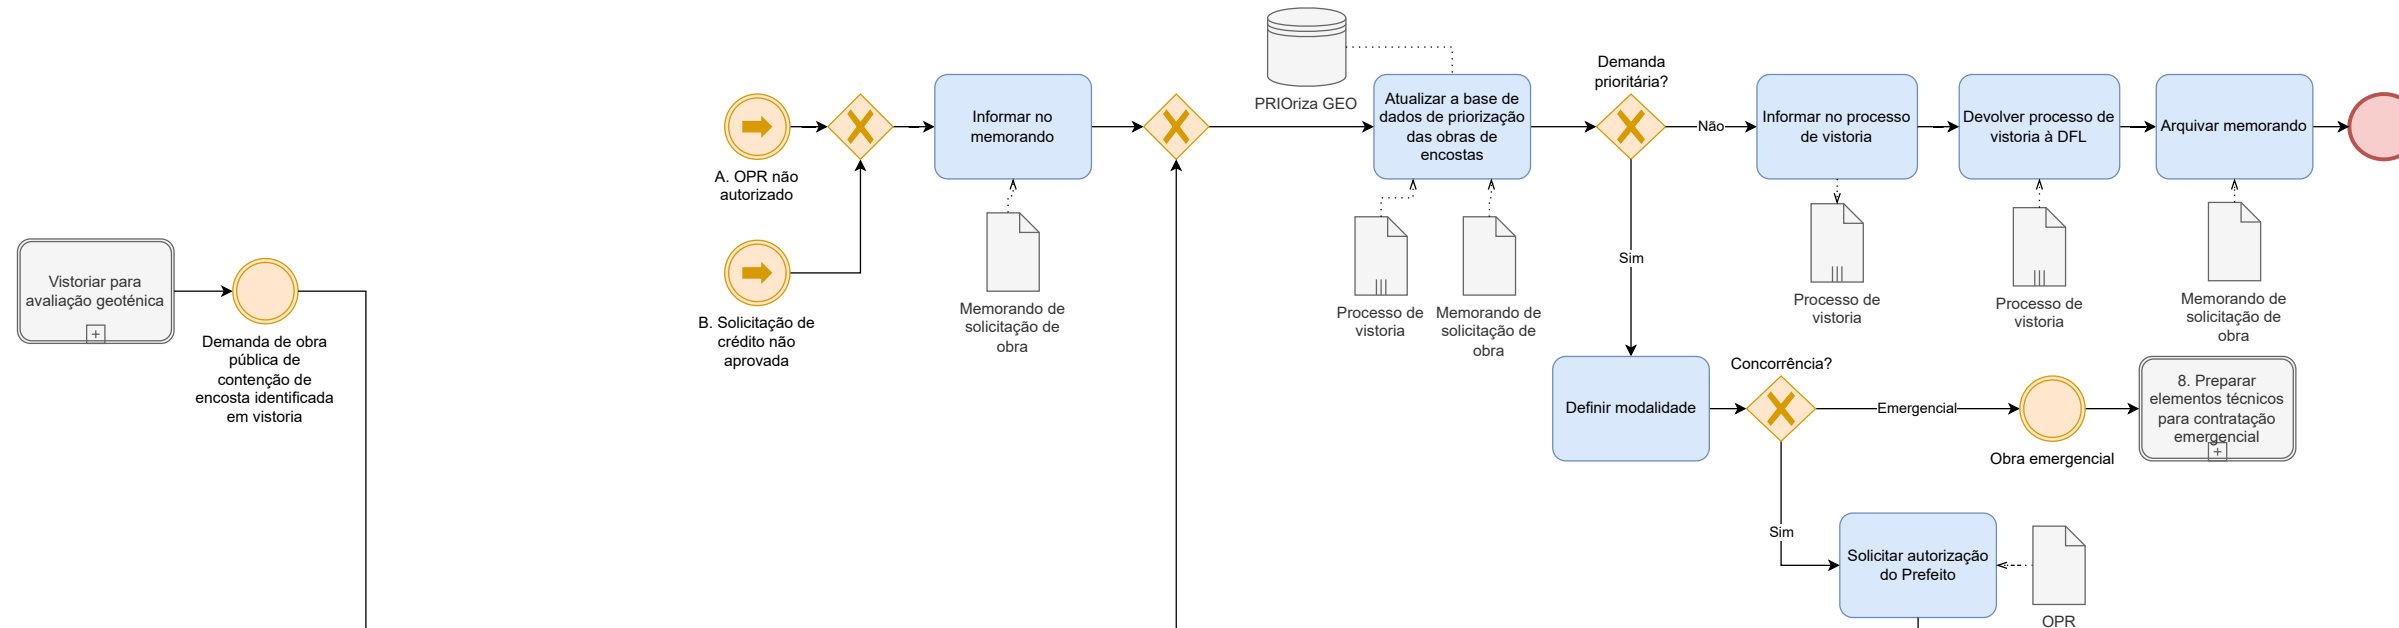 PRIOriza GEO
Demanda
prioritária?
Informar no
memorando
Atualizar a base de
dados de priorização
das obras de
encostas
Não
Informar no processo
de vistoria
Devolver processo de
vistoria à DFL
Arquivar memorando
A. OPR não
autorizado
Vistoriar para
avaliação geoténica
Demanda de obra
pública de
contenção de
encosta identificada
em vistoria
B. Solicitação de
crédito não
aprovada
Memorando de
solicitação de
obra
Processo de
vistoria
Memorando de
solicitação de
obra
Sim
Processo de
vistoria
Processo de
vistoria
Memorando de
solicitação de
obra
Definir modalidade
Concorrência?
Emergencial
Obra emergencial
8. Preparar
elementos técnicos
para contratação
emergencial
Sim
Solicitar autorização
do Prefeito
OPR